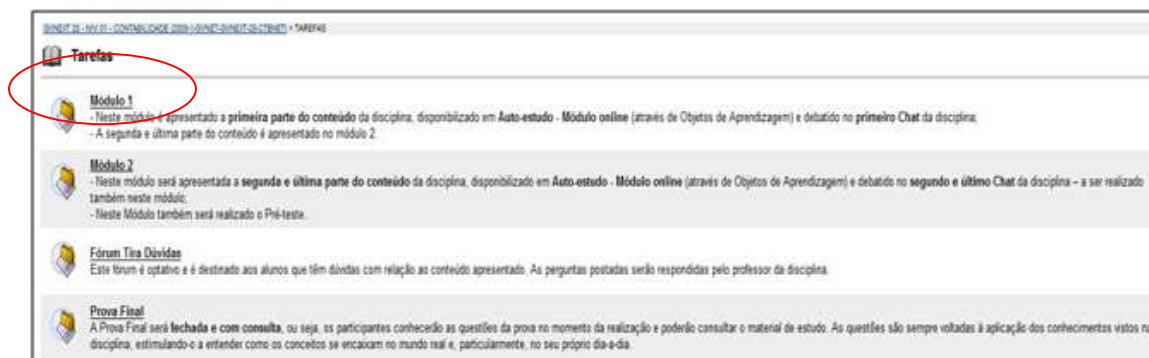 GVNEXT 28 - NIV 01 - CONTABILIDADE > TAREFAS
Tarefas
Módulo 1
- Neste módulo é apresentado a primeira parte do conteúdo da disciplina, disponibilizado em Auto-estudo - Módulo online (através de Objetos de Aprendizagem) e debatido no primeiro Chat da disciplina;
- A segunda e última parte do conteúdo é apresentado no módulo 2.
Módulo 2
- Neste módulo será apresentada a segunda e última parte do conteúdo da disciplina, disponibilizado em Auto-estudo - Módulo online (através de Objetos de Aprendizagem) e debatido no segundo e último Chat da disciplina – a ser realizado
também neste módulo;
- Neste Módulo também será realizado o Pré-teste.
Fórum Tira Dúvidas
Este fórum é optativo e é destinado aos alunos que têm dúvidas com relação ao conteúdo apresentado. As perguntas postadas serão respondidas pelo professor da disciplina.
Prova Final
A Prova Final será fechada e com consulta, ou seja, os participantes conhecerão as questões da prova no momento da realização e poderão consultar o material de estudo. As questões são sempre voltadas à aplicação dos conhecimentos vistos na
disciplina, estimulando-o a entender como os conceitos se encaixam no mundo real e, particularmente, no seu próprio dia-a-dia.